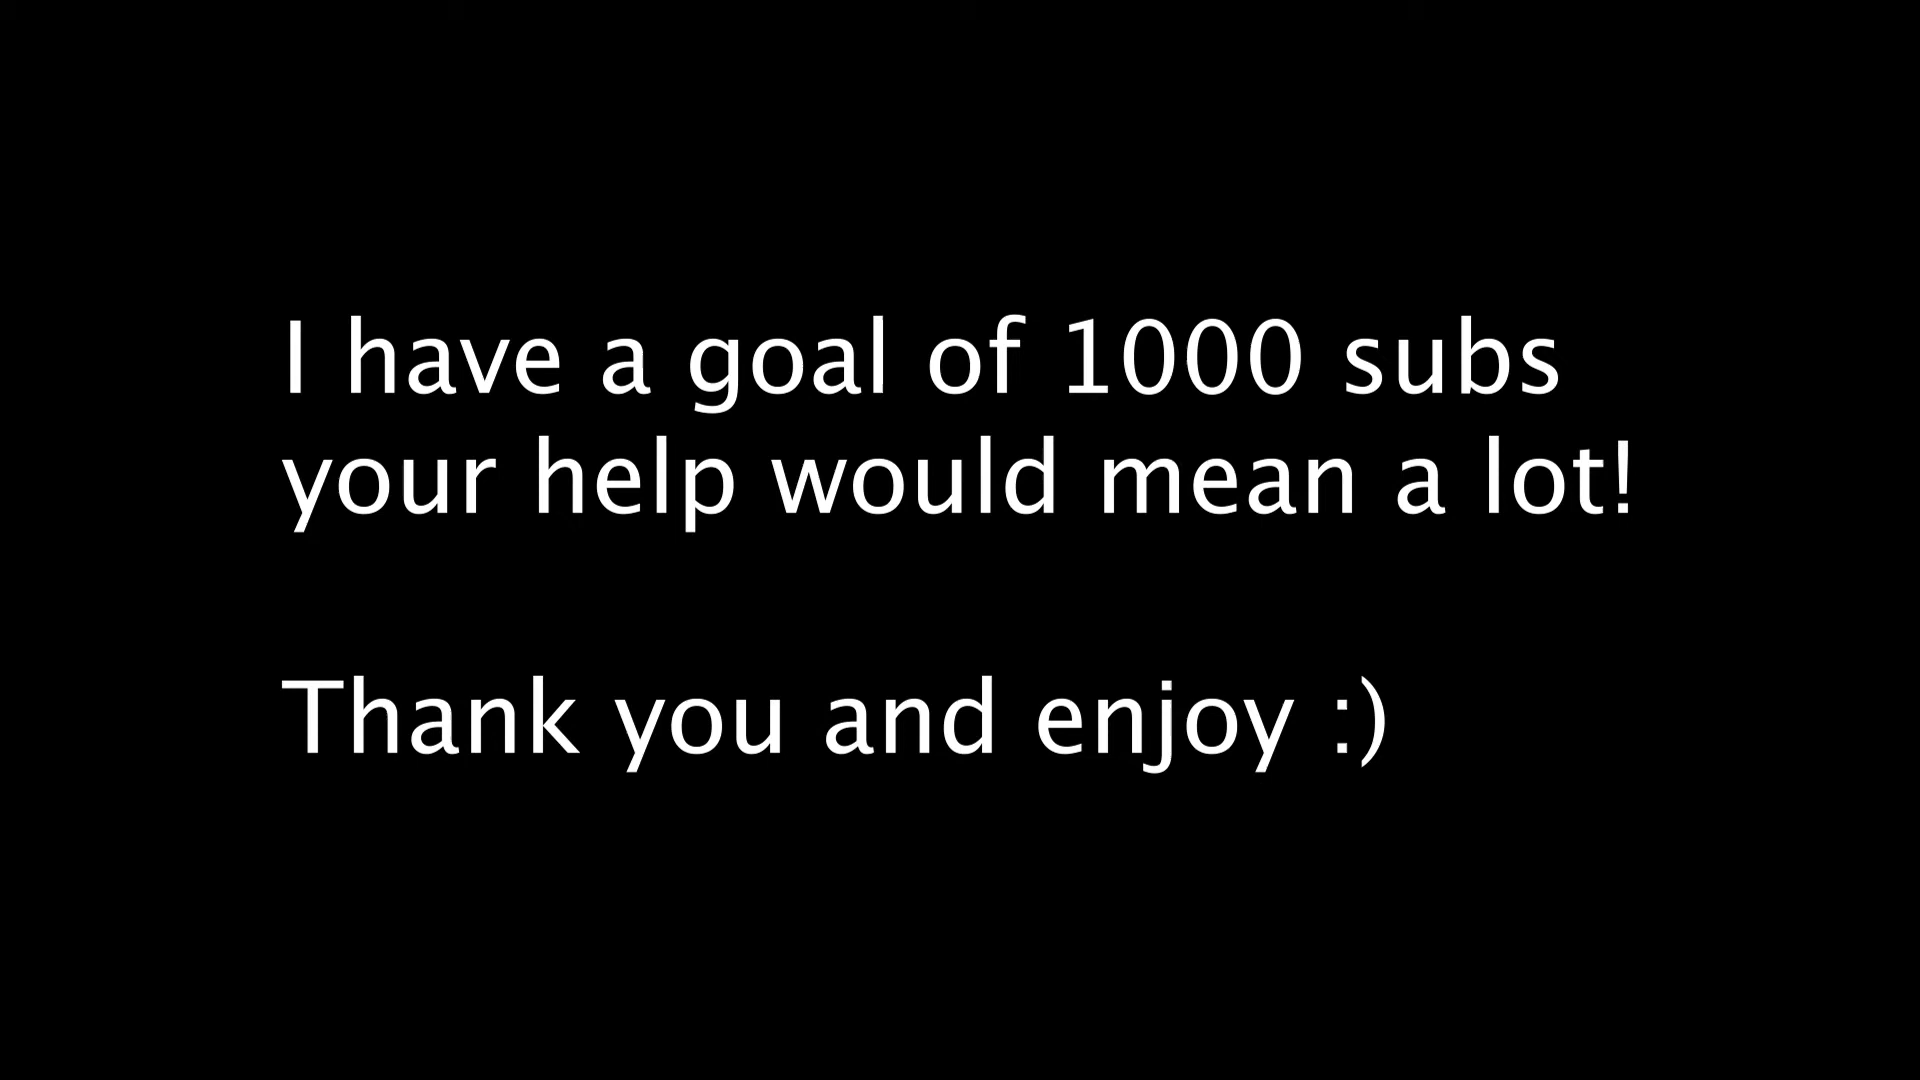 I have a goal of 1000 subs
your help would mean a lot!
Thank you and enjoy :)